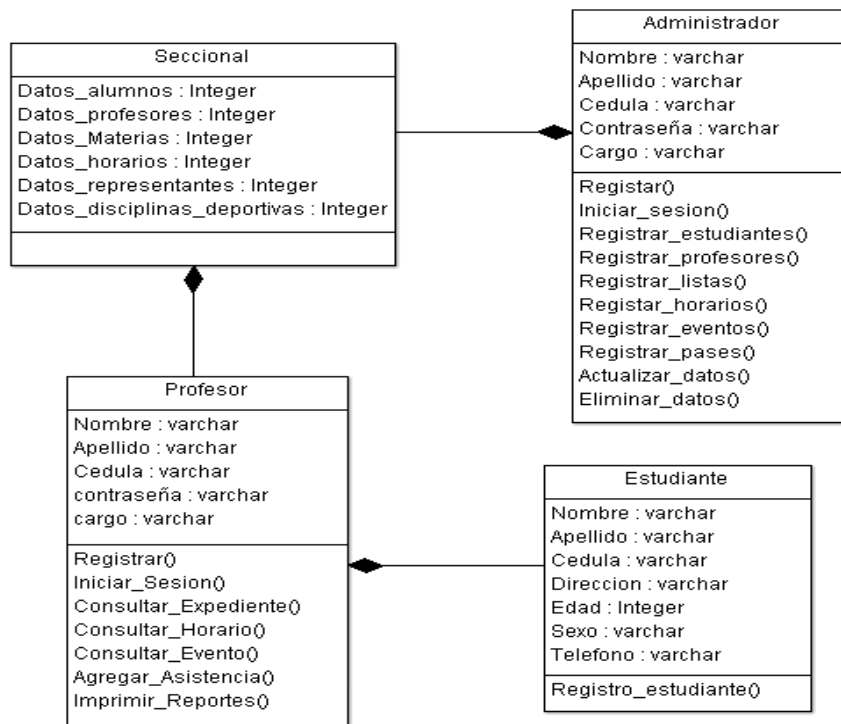 Seccional
Datos_alumnos : Integer
Datos_profesores : Integer
Datos_Materias : Integer
Datos_horarios : Integer
Datos_representantes : Integer
Datos_disciplinas_deportivas : Integer
Administrador
Nombre : varchar
Apellido : varchar
Cedula : varchar
Contraseña : varchar
Cargo : varchar
Registar()
Iniciar_sesion()
Registrar_estudiantes()
Registrar_profesores()
Registrar_listas()
Registar_horarios()
Registrar_eventos()
Registrar_pases()
Actualizar_datos()
Eliminar_datos()
Profesor
Nombre : varchar
Apellido : varchar
Cedula : varchar
contraseña : varchar
cargo : varchar
Registrar()
Iniciar_Sesion()
Consultar_Expediente()
Consultar_Horario()
Consultar_Evento()
Agregar_Asistencia()
Imprimir_Reportes()
Estudiante
Nombre : varchar
Apellido : varchar
Cedula : varchar
Direccion : varchar
Edad : Integer
Sexo : varchar
Telefono : varchar
Registro_estudiante()